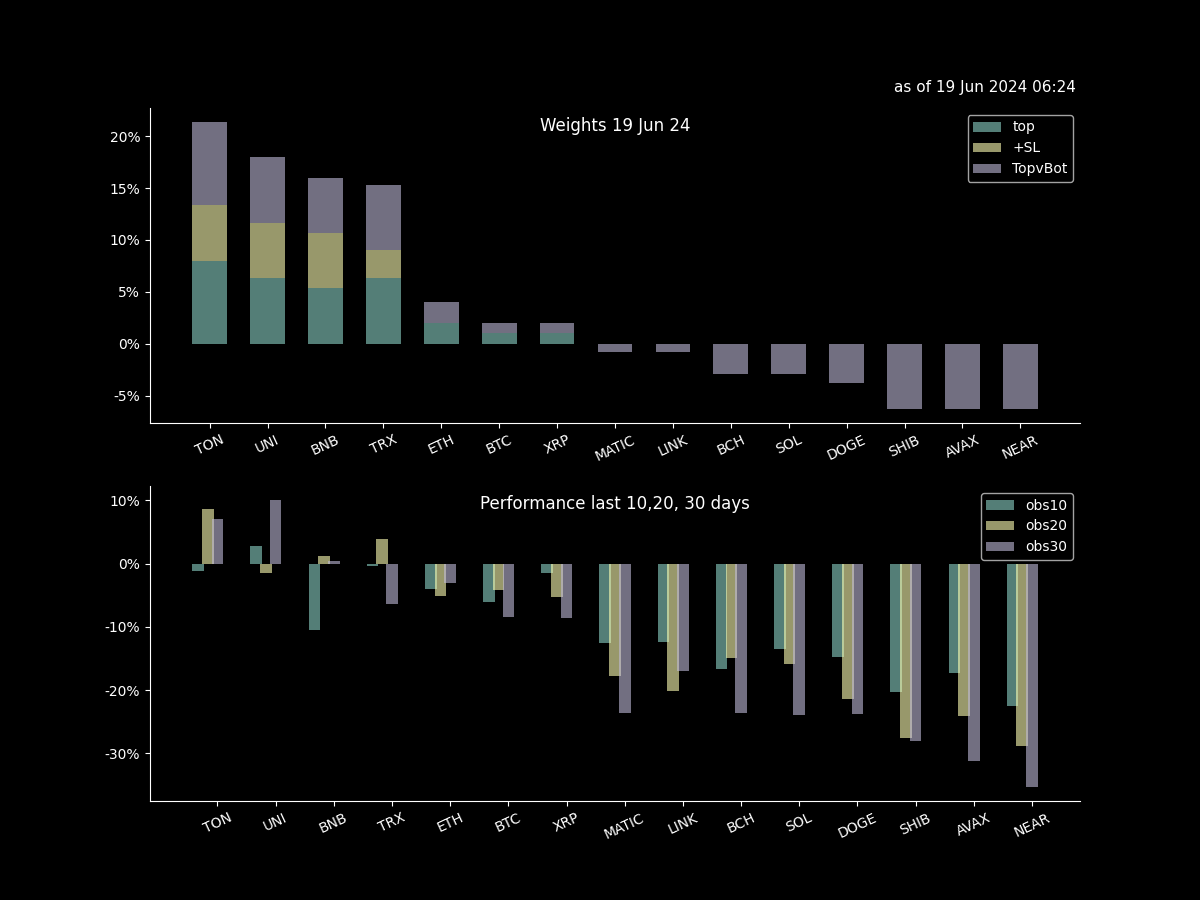 as of 19 Jun 2024 06:24
Weights 19 Jun 24
top
+SL
TopvBot
20%
15%
10%
5%
0%
-5%
TON UNI BNB TRX ETH BTC XRP MATIC LINK BCH SOL DOGE SHIB AVAX NEAR
Performance last 10,20, 30 days
obs10
obs20
obs30
10%
0%
-10%
-20%
-30%
TON UNI BNB TRX ETH BTC XRP MATIC LINK BCH SOL DOGE SHIB AVAX NEAR